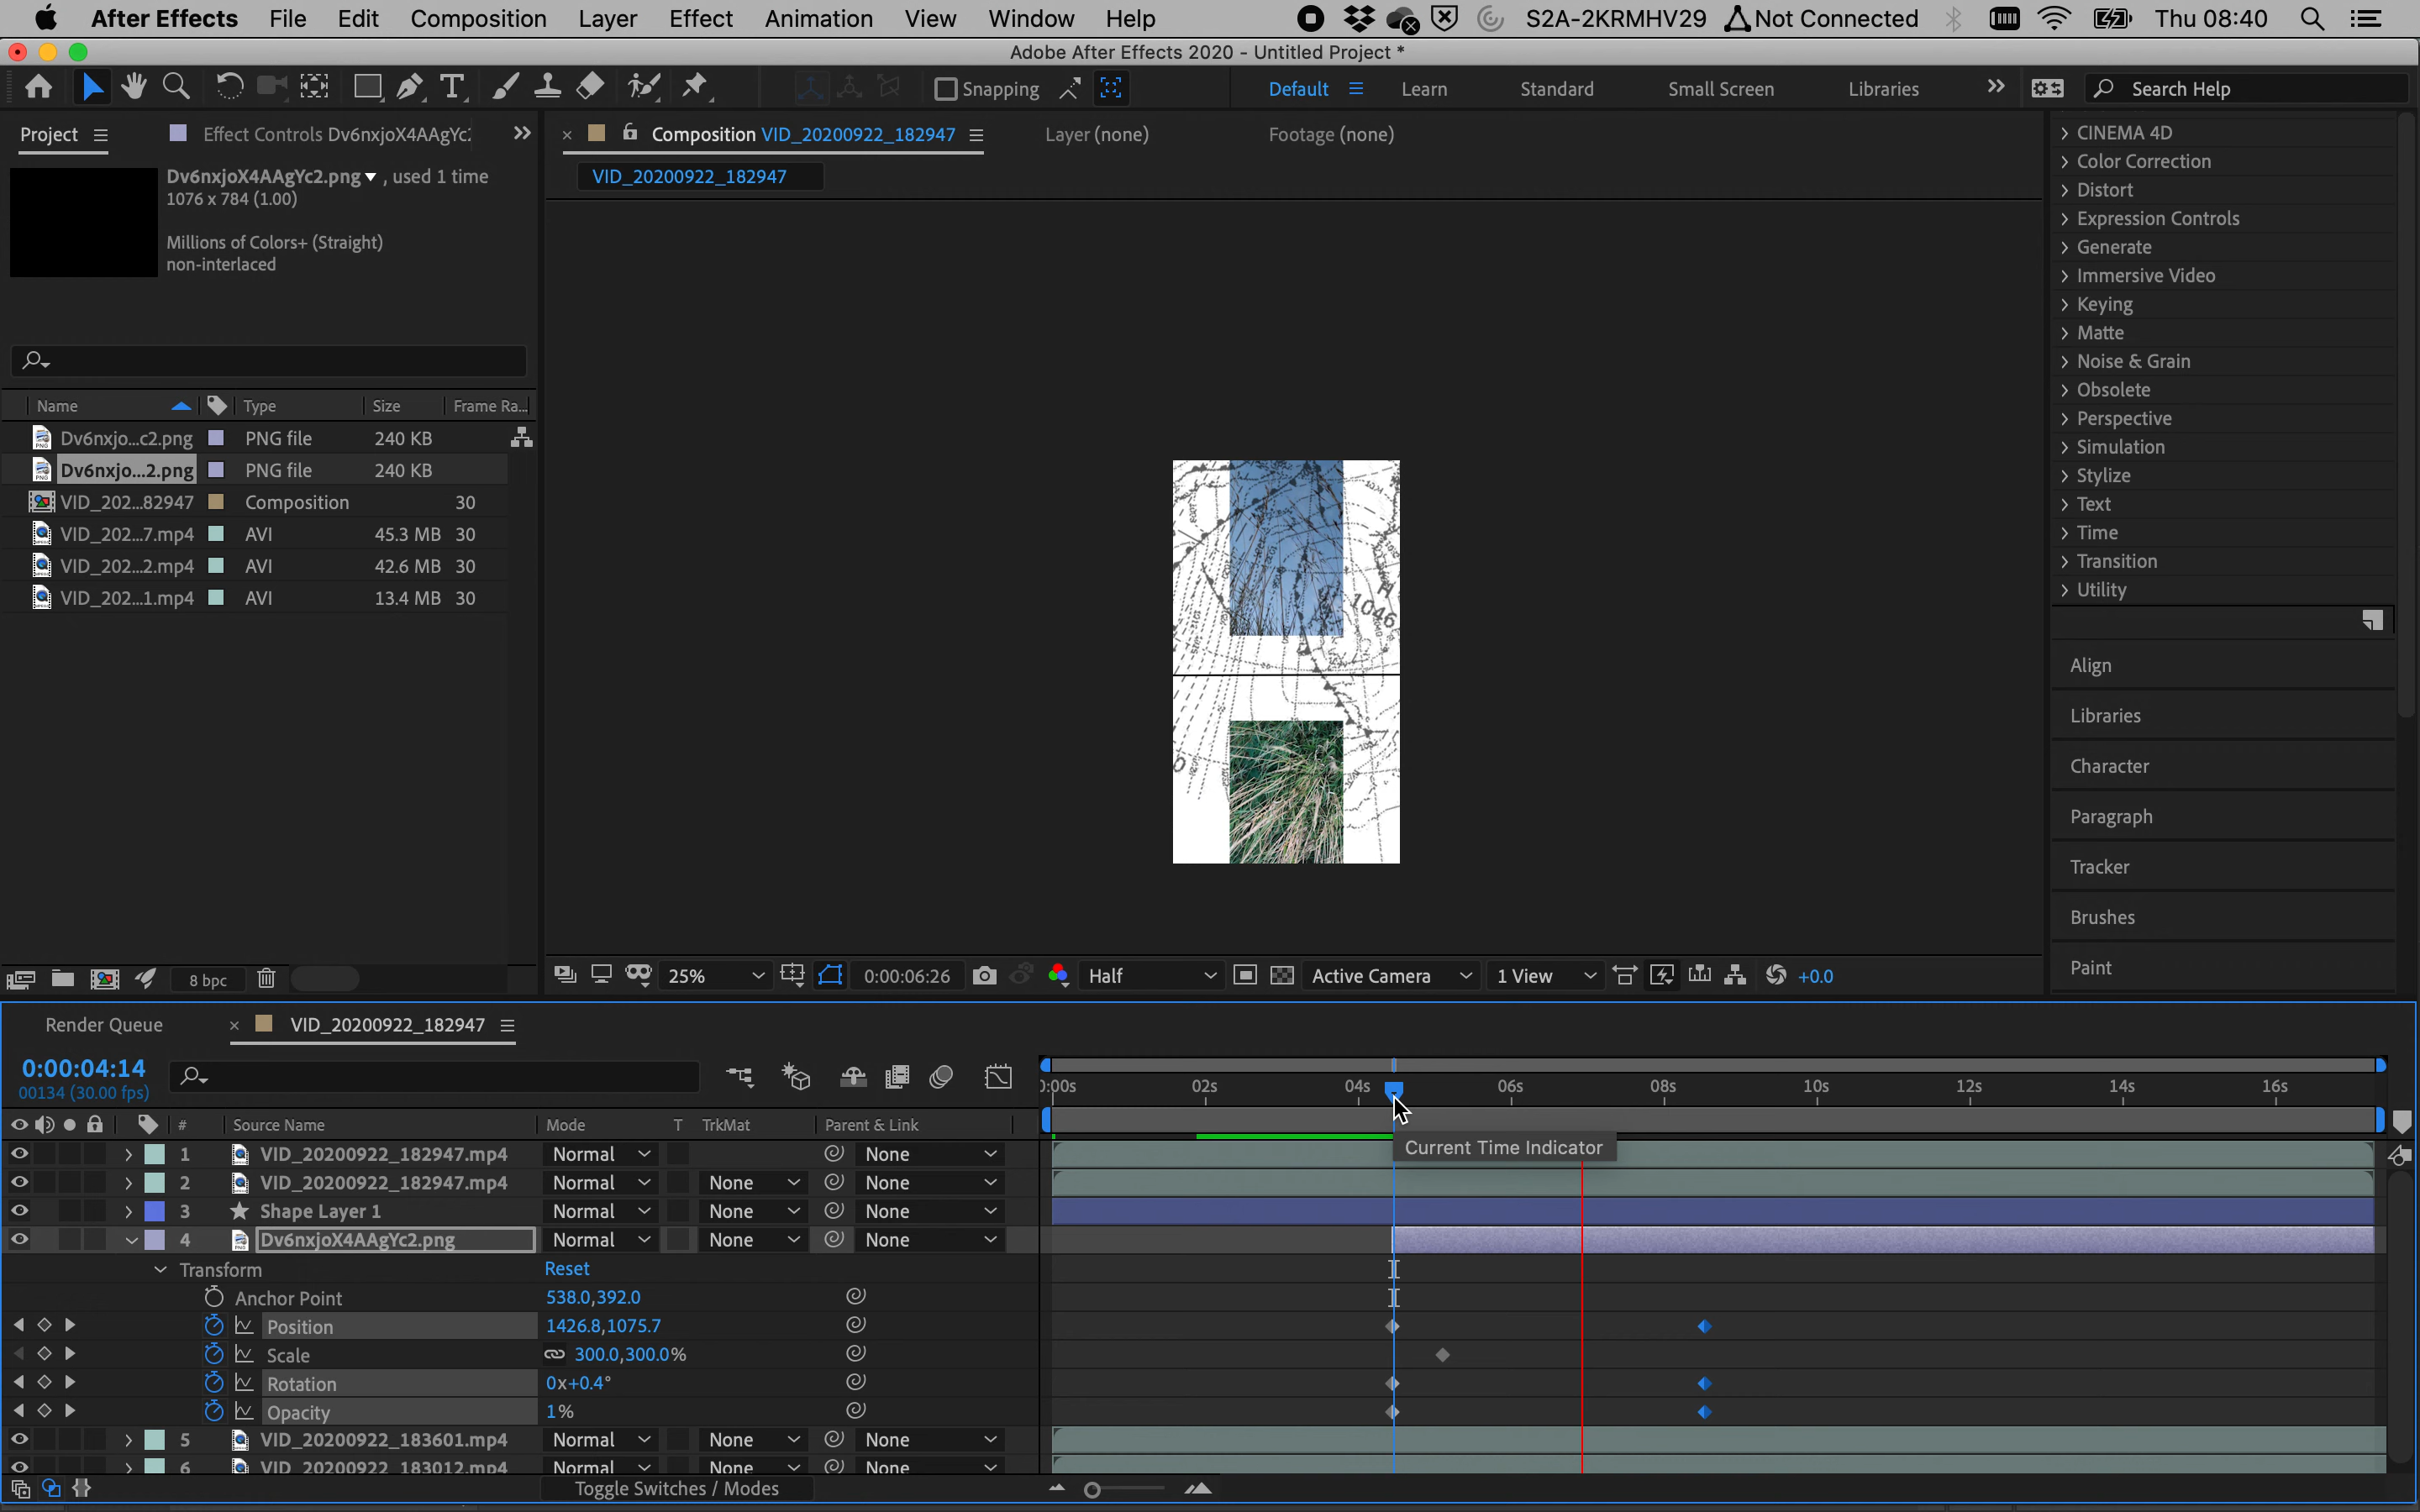 After Effects File Edit Composition Layer Effect Animation View Window Help S2A-2KRMHV29 Not Connected Thu 08:40
Adobe After Effects 2020 - Untitled Project *
Snapping Default Learn Standard Small Screen Libraries Search Help
Project Effect Controls Dv6nxjoX4AAgYc
Composition VID_20200922_182947 Layer (none) Footage (none)
VID_20200922_182947
Dv6nxjoX4AAgYc2.png , used 1 time
1076 x 784 (1.00)
Millions of Colors+ (Straight)
non-interlaced
Name Type Size Frame Ra...
Dv6nxjo...c2.png PNG file 240 KB
Dv6nxjo...2.png PNG file 240 KB
VID_202...82947 Composition 30
VID_202...7.mp4 AVI 45.3 MB 30
VID_202...2.mp4 AVI 42.6 MB 30
VID_202...1.mp4 AVI 13.4 MB 30
8 bpc
1046
25% 0:00:06:26 Half Active Camera 1 View +0.0
CINEMA 4D
Color Correction
Distort
Expression Controls
Generate
Immersive Video
Keying
Matte
Noise & Grain
Obsolete
Perspective
Simulation
Stylize
Text
Time
Transition
Utility
Align
Libraries
Character
Paragraph
Tracker
Brushes
Paint
Render Queue VID_20200922_182947
0:00:04:14
00134 (30.00 fps)
0:00s 02s 04s 06s 08s 10s 12s 14s 16s
# Source Name Mode T TrkMat Parent & Link
Current Time Indicator
1 VID_20200922_182947.mp4 Normal None
2 VID_20200922_182947.mp4 Normal None None
3 Shape Layer 1 Normal None None
4 Dv6nxjoX4AAgYc2.png Normal None None
Transform Reset
Anchor Point 538.0,392.0
Position 1426.8,1075.7
Scale 300.0,300.0%
Rotation 0x+0.4°
Opacity 1%
5 VID_20200922_183601.mp4 Normal None None
6 VID_20200922_183012.mp4 Normal None None
Toggle Switches / Modes